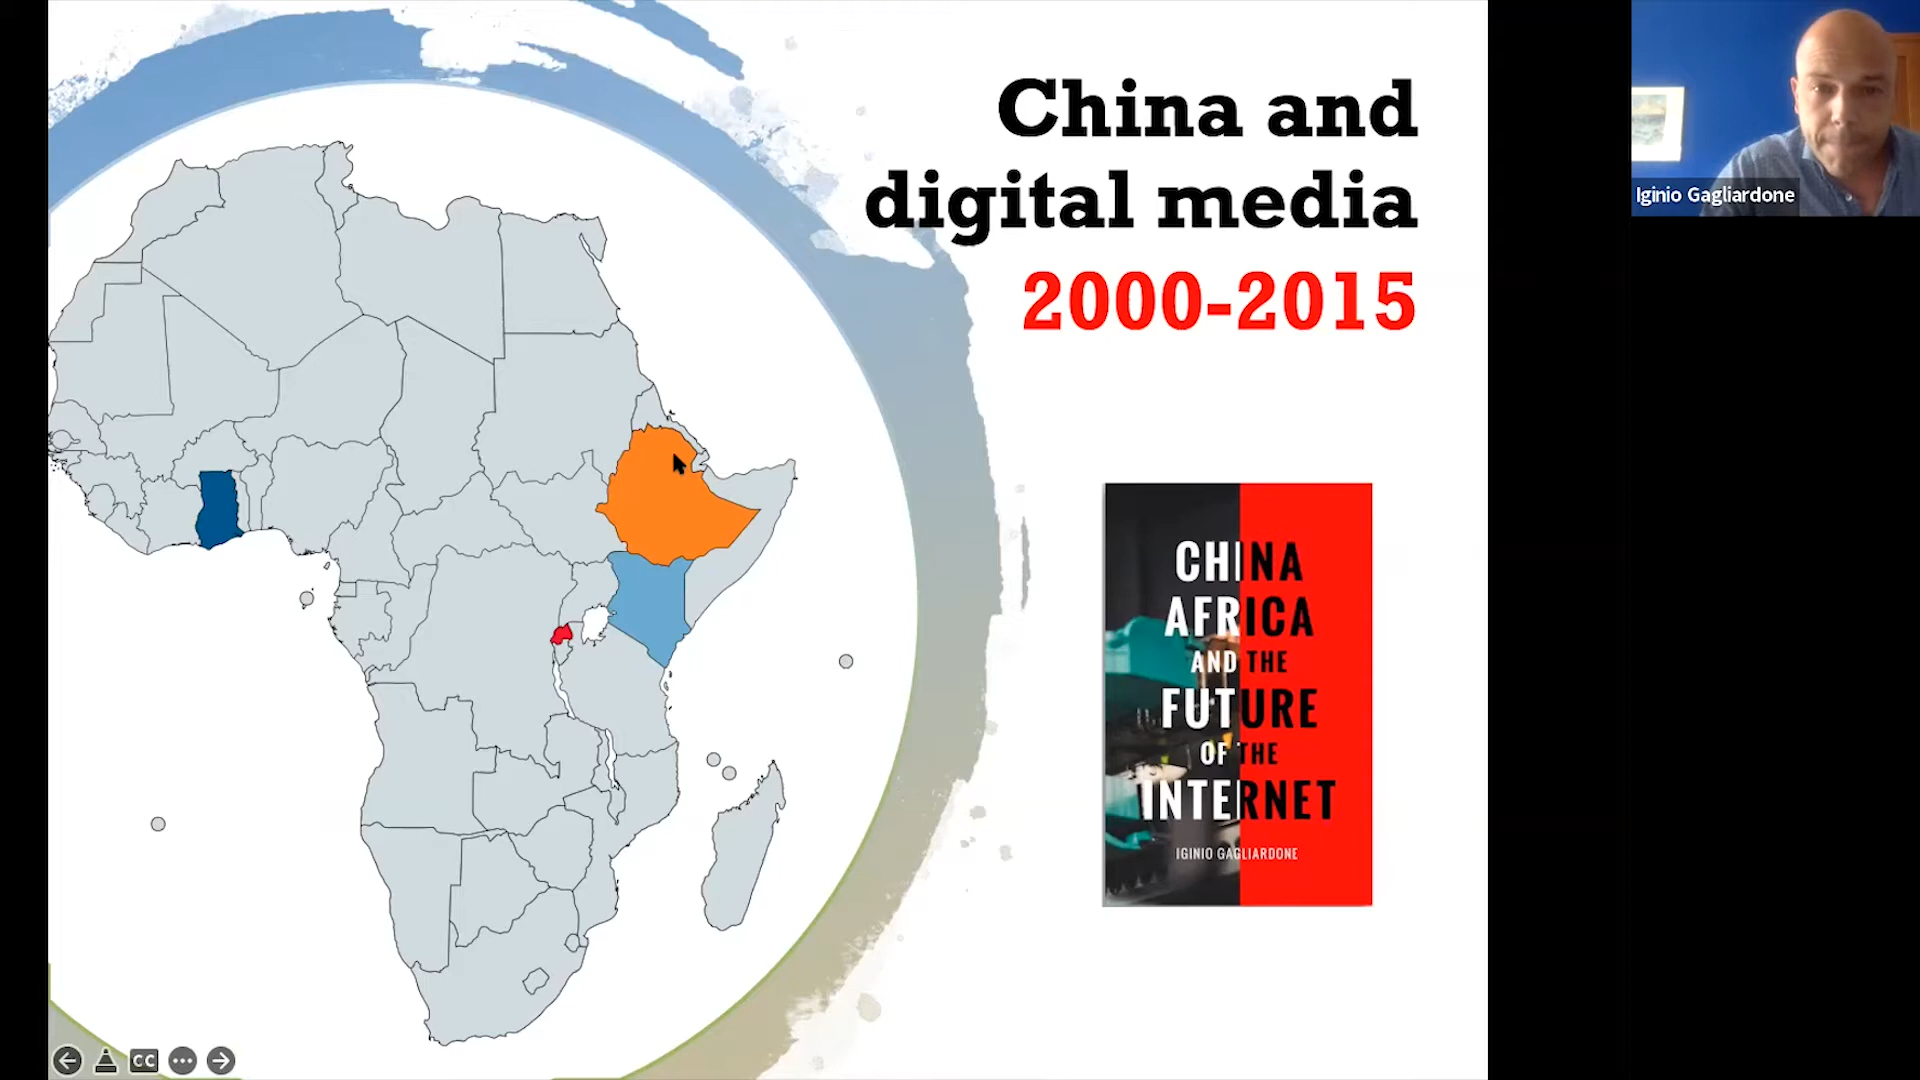 China and
digital media
2000-2015
CHINA
AFRICA
AND THE
FUTURE
OF THE
INTERNET
IGINIO GAGLIARDONE
Iginio Gagliardone
CC